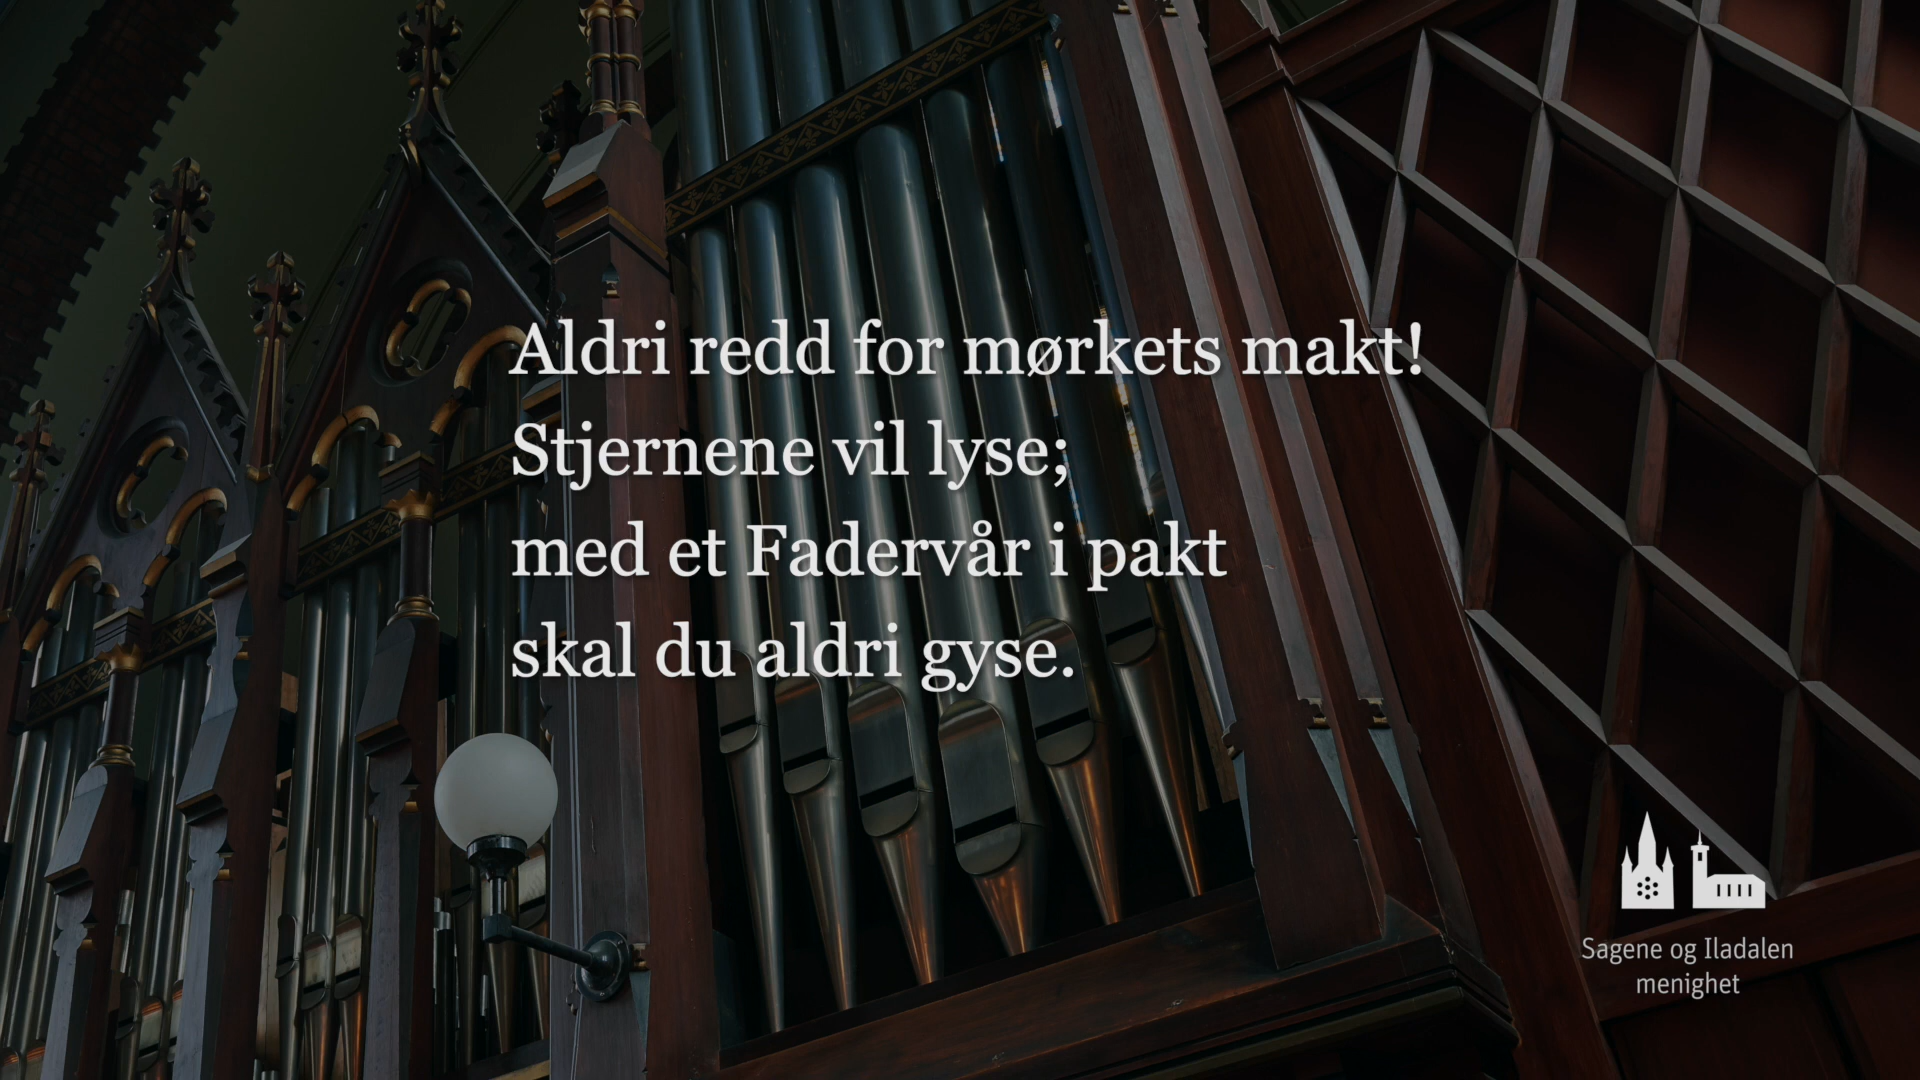 Aldri redd for mørkets makt!
Stjernene vil lyse;
med et Fadervår i pakt
skal du aldri gyse.
Sagene og Iladalen
menighet